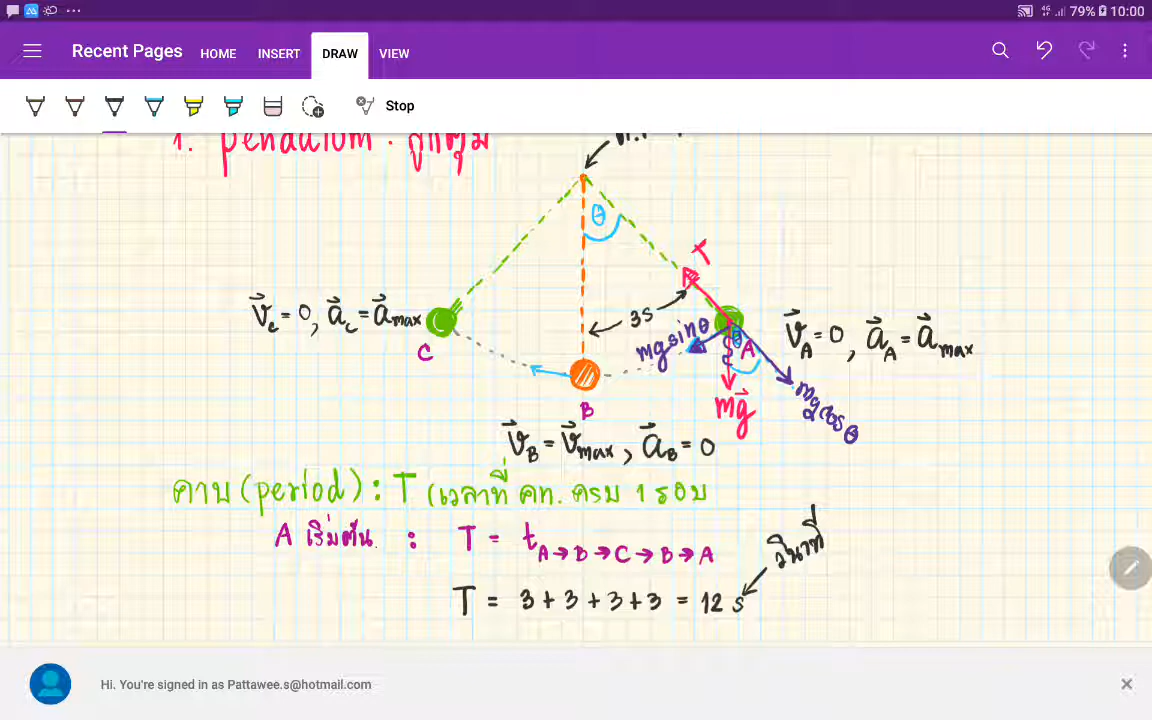 79% 10:00
Recent Pages HOME INSERT DRAW VIEW
Stop
1. pendulum : ลูกตุ้ม
θ
T
3s
v⃗c = 0, a⃗c = a⃗max
C
mg sinθ
θ
A
v⃗A = 0, a⃗A = a⃗max
mg⃗
mg cosθ
B
v⃗B = v⃗max, a⃗B = 0
คาบ (period) : T (เวลาที่ คท. ครบ 1 รอบ
A เริ่มต้น : T = tA→B→C→B→A
วินาที
T = 3 + 3 + 3 + 3 = 12 s
Hi. You're signed in as Pattawee.s@hotmail.com